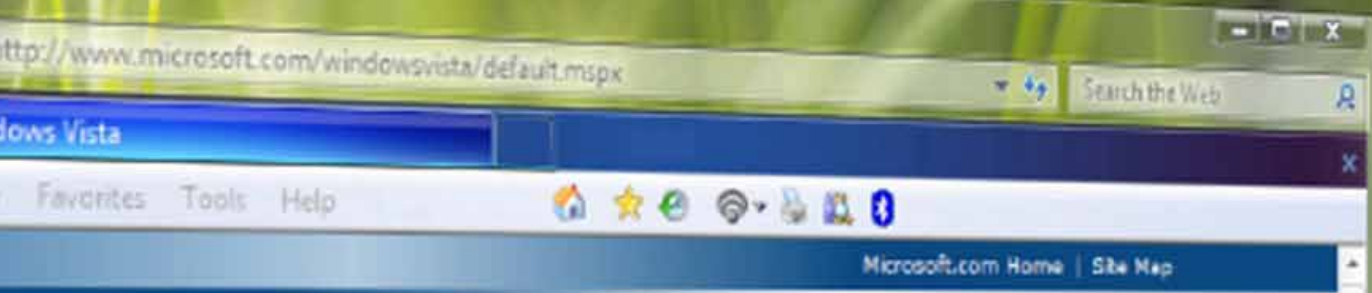 ttp://www.microsoft.com/windowsvista/default.mspx
Search the Web
dows Vista
Favorites Tools Help
Microsoft.com Home | Site Map